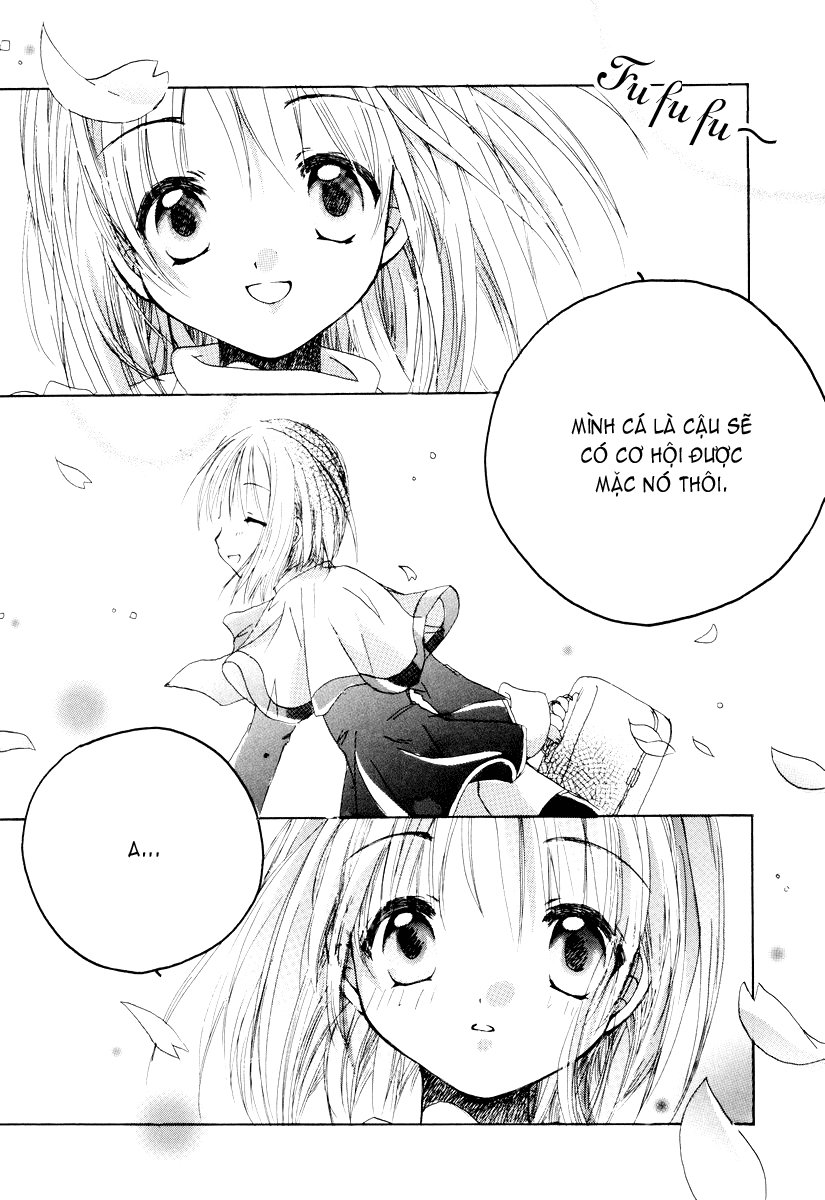 Fu fu fu~
MÌNH CÁ LÀ CẬU SẼ
CÓ CƠ HỘI ĐƯỢC
MẶC NÓ THÔI.
A...